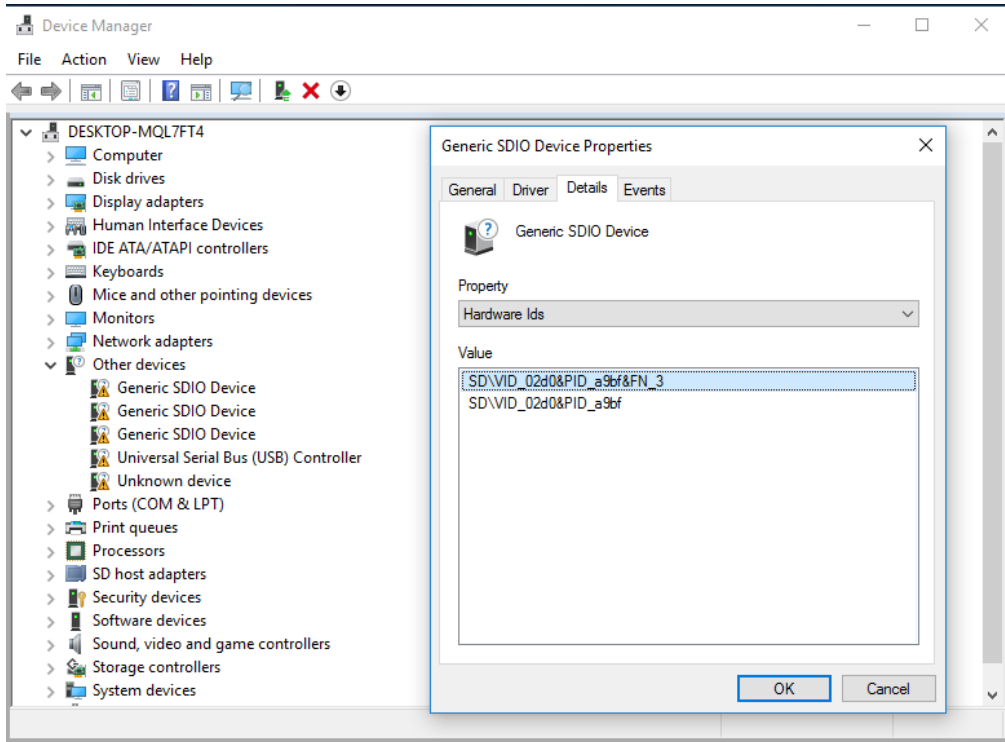 Device Manager
File Action View Help
DESKTOP-MQL7FT4
Computer
Disk drives
Display adapters
Human Interface Devices
IDE ATA/ATAPI controllers
Keyboards
Mice and other pointing devices
Monitors
Network adapters
Other devices
Generic SDIO Device
Generic SDIO Device
Generic SDIO Device
Universal Serial Bus (USB) Controller
Unknown device
Ports (COM & LPT)
Print queues
Processors
SD host adapters
Security devices
Software devices
Sound, video and game controllers
Storage controllers
System devices
Generic SDIO Device Properties
General Driver Details Events
Generic SDIO Device
Property
Hardware Ids
Value
SD\VID_02d0&PID_a9bf&FN_3
SD\VID_02d0&PID_a9bf
OK Cancel